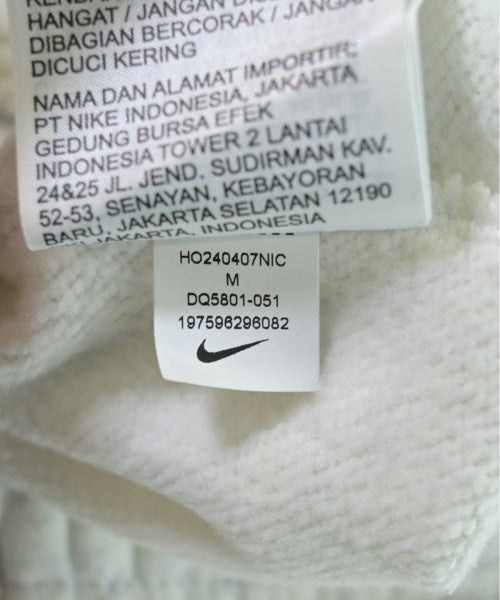 HANGAT / JANGAN
DIBAGIAN BERCORAK / JANGAN
DICUCI KERING
NAMA DAN ALAMAT IMPORTIR:
PT NIKE INDONESIA, JAKARTA
GEDUNG BURSA EFEK
INDONESIA TOWER 2 LANTAI
24&25 JL. JEND. SUDIRMAN KAV.
52-53, SENAYAN, KEBAYORAN
BARU, JAKARTA SELATAN 12190
JAKARTA, INDONESIA
HO240407NIC
M
DQ5801-051
197596296082